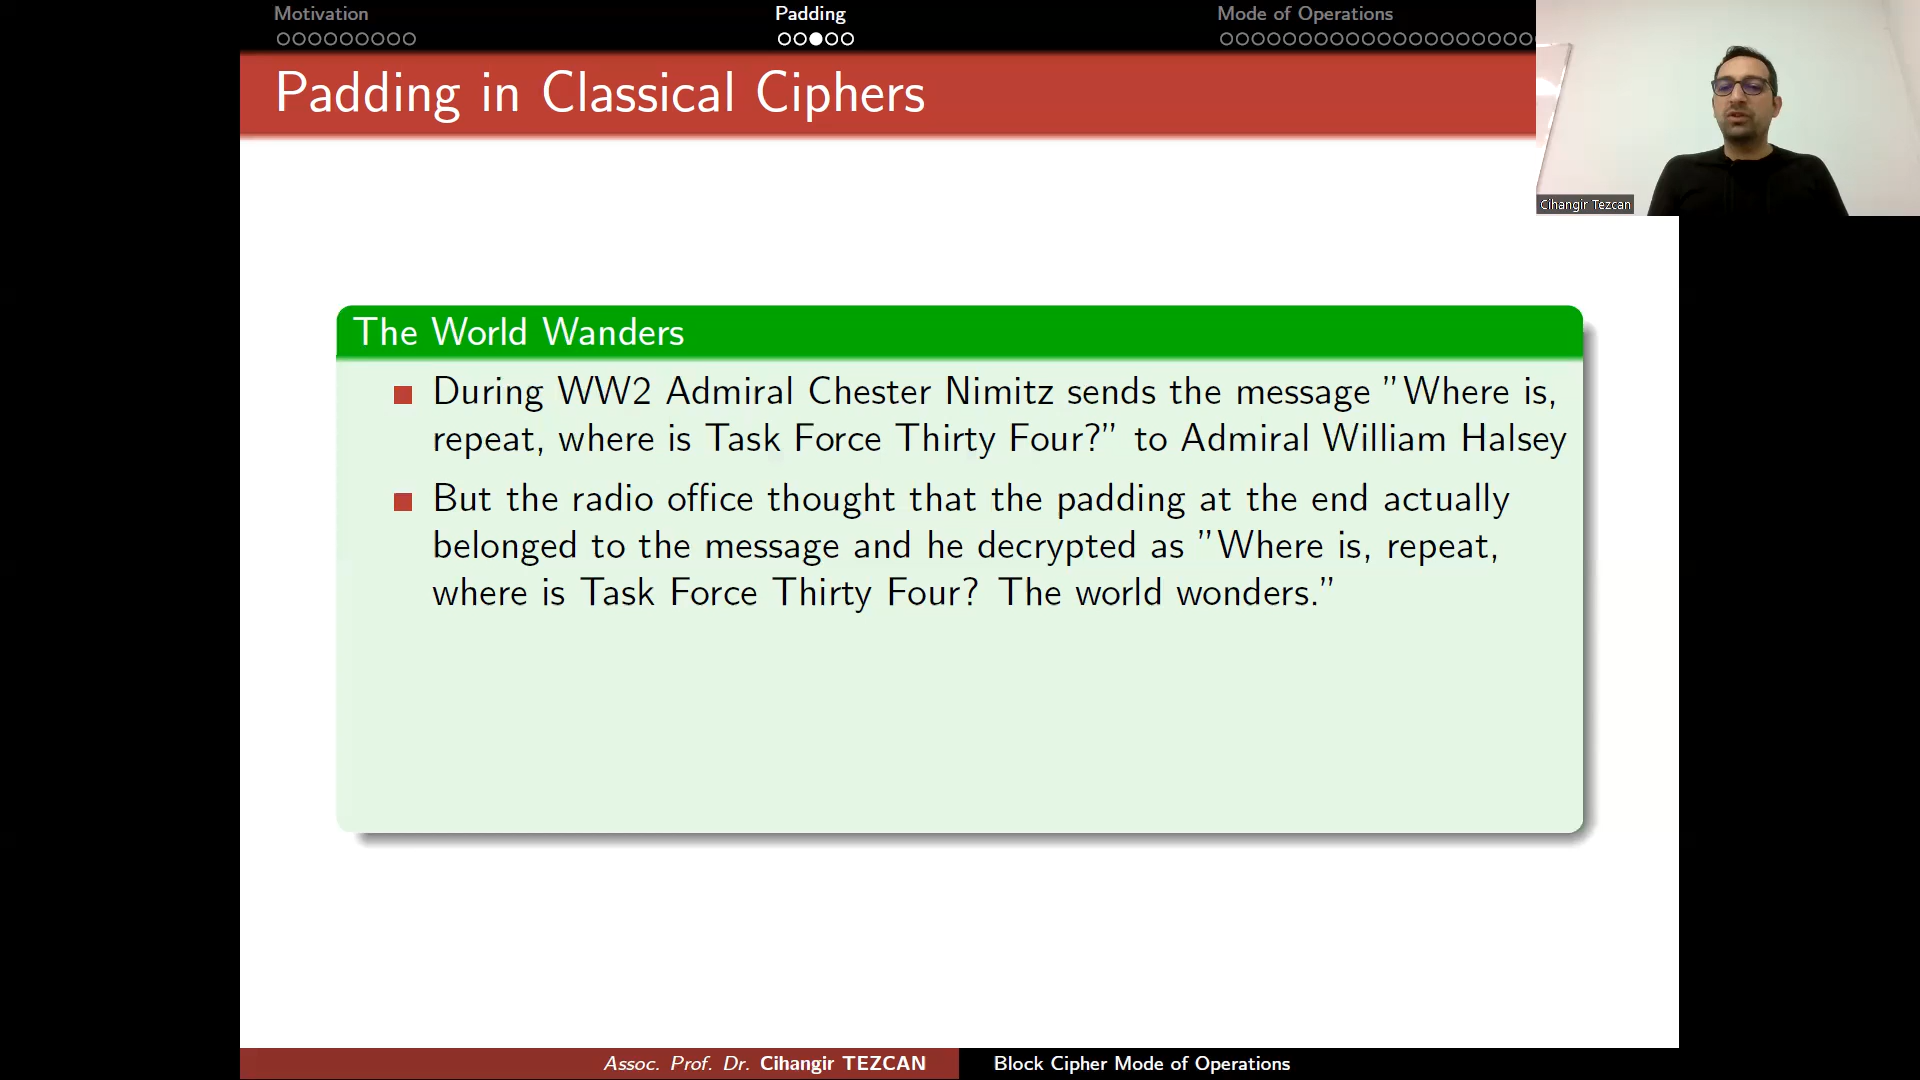 Motivation
Padding
Mode of Operations
Padding in Classical Ciphers
Cihangir Tezcan
The World Wanders
During WW2 Admiral Chester Nimitz sends the message "Where is,
repeat, where is Task Force Thirty Four?" to Admiral William Halsey
But the radio office thought that the padding at the end actually
belonged to the message and he decrypted as "Where is, repeat,
where is Task Force Thirty Four? The world wonders."
Assoc. Prof. Dr. Cihangir TEZCAN
Block Cipher Mode of Operations